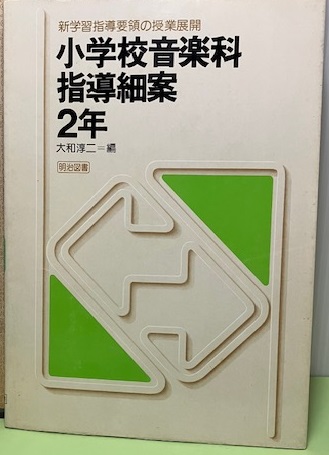 新学習指導要領の授業展開
小学校音楽科
指導細案
2年
大和淳二=編
明治図書